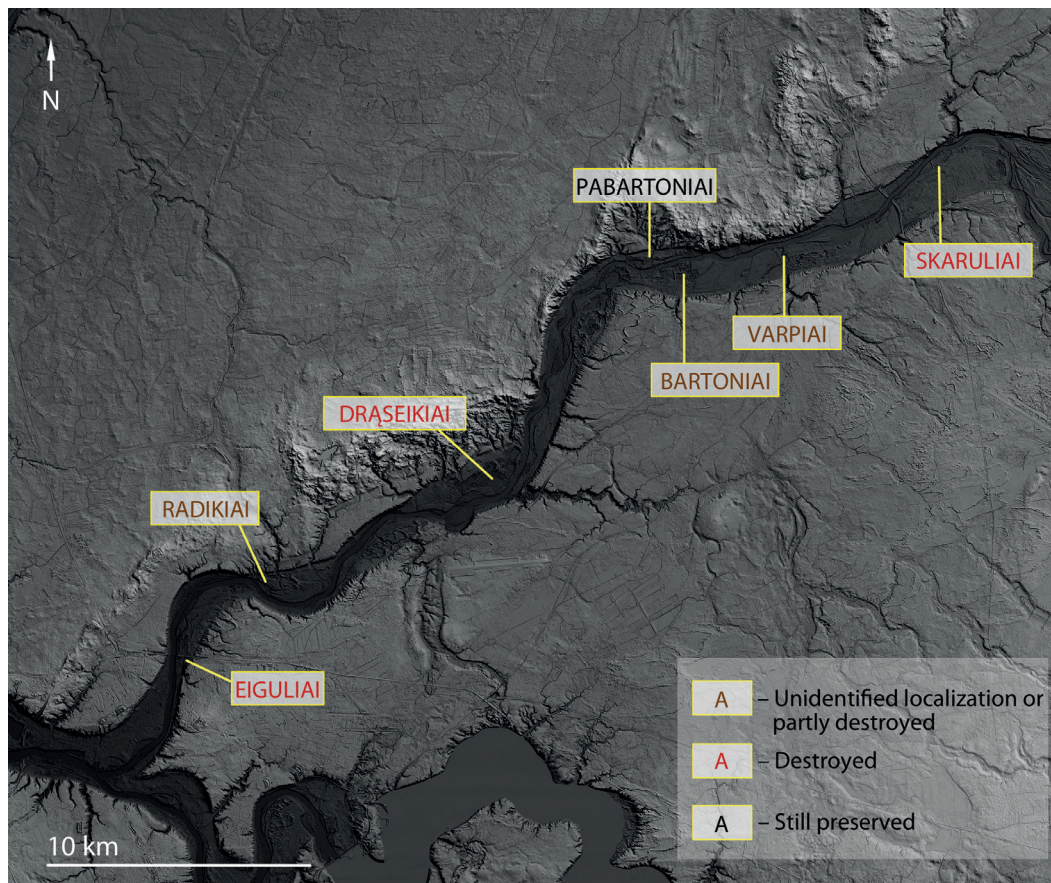 N
PABARTONIAI
SKARULIAI
VARPIAI
BARTONIAI
DRĄSEIKIAI
RADIKIAI
EIGULIAI
A – Unidentified localization or
partly destroyed
A – Destroyed
A – Still preserved
10 km